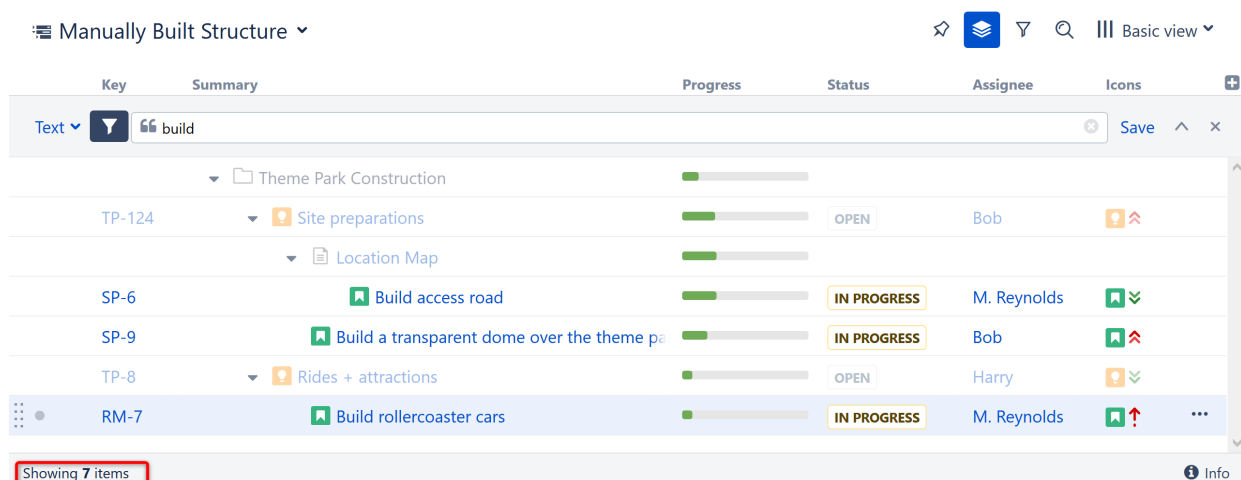 Manually Built Structure
Basic view
Key Summary Progress Status Assignee Icons
Text build Save
Theme Park Construction
TP-124 Site preparations OPEN Bob
Location Map
SP-6 Build access road IN PROGRESS M. Reynolds
SP-9 Build a transparent dome over the theme pa IN PROGRESS Bob
TP-8 Rides + attractions OPEN Harry
RM-7 Build rollercoaster cars IN PROGRESS M. Reynolds
Showing 7 items Info